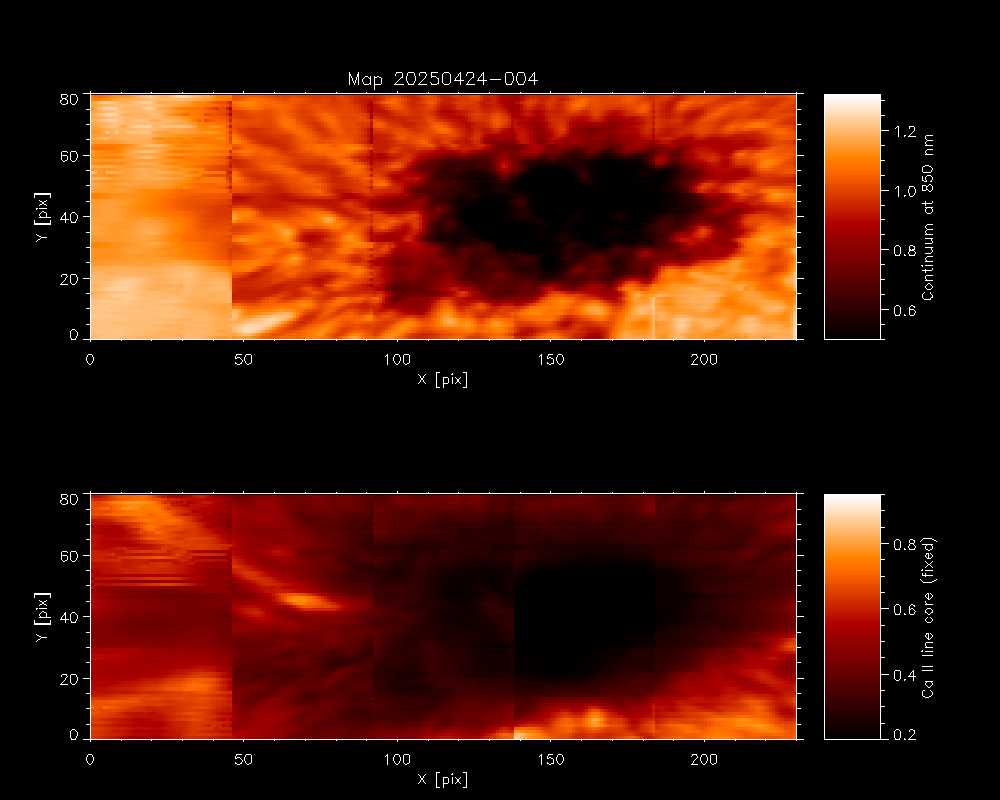 Map 20250424-004
80
60
40
20
0
Y [pix]
0 50 100 150 200
X [pix]
1.2
1.0
0.8
0.6
Continuum at 850 nm
80
60
40
20
0
Y [pix]
0 50 100 150 200
X [pix]
0.8
0.6
0.4
0.2
Ca II line core (fixed)